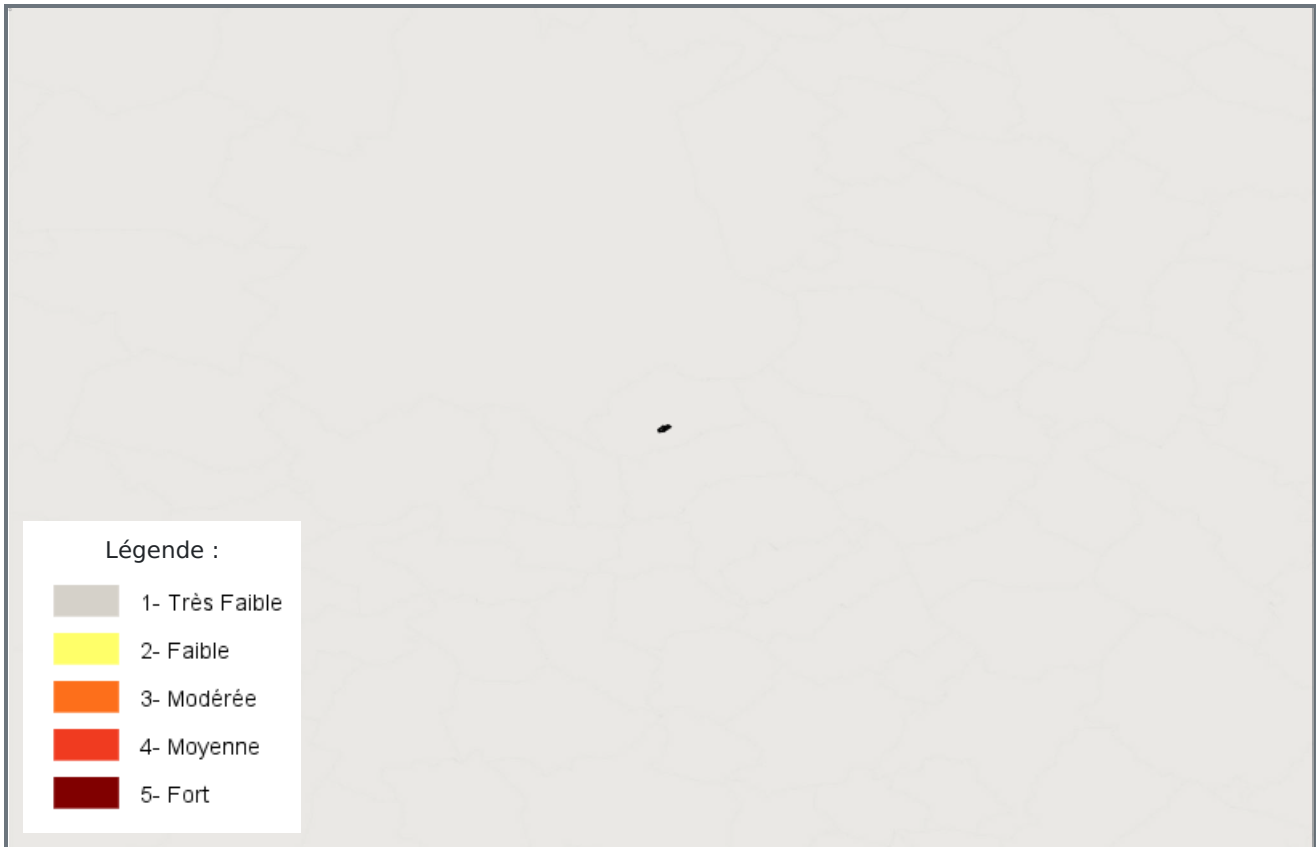 Légende :
1- Très Faible
2- Faible
3- Modérée
4- Moyenne
5- Fort